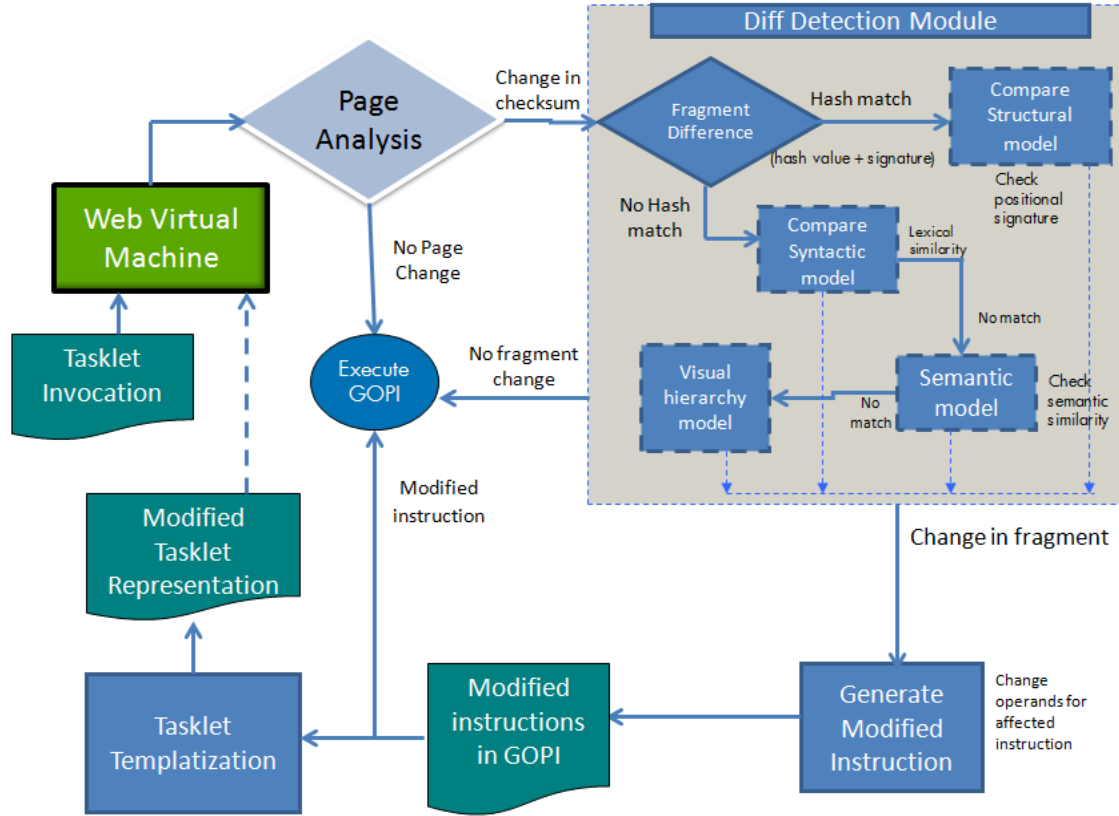 Diff Detection Module
Page
Analysis
Change in
checksum
Fragment
Difference
(hash value + signature)
Hash match
Compare
Structural
model
Check
positional
signature
No Hash
match
Compare
Syntactic
model
Lexical
similarity
No match
Semantic
model
Check
semantic
similarity
No
match
Visual
hierarchy
model
Web Virtual
Machine
No Page
Change
Tasklet
Invocation
Execute
GOPI
No fragment
change
Modified
instruction
Modified
Tasklet
Representation
Change in fragment
Tasklet
Templatization
Modified
instructions
in GOPI
Generate
Modified
Instruction
Change
operands for
affected
instruction